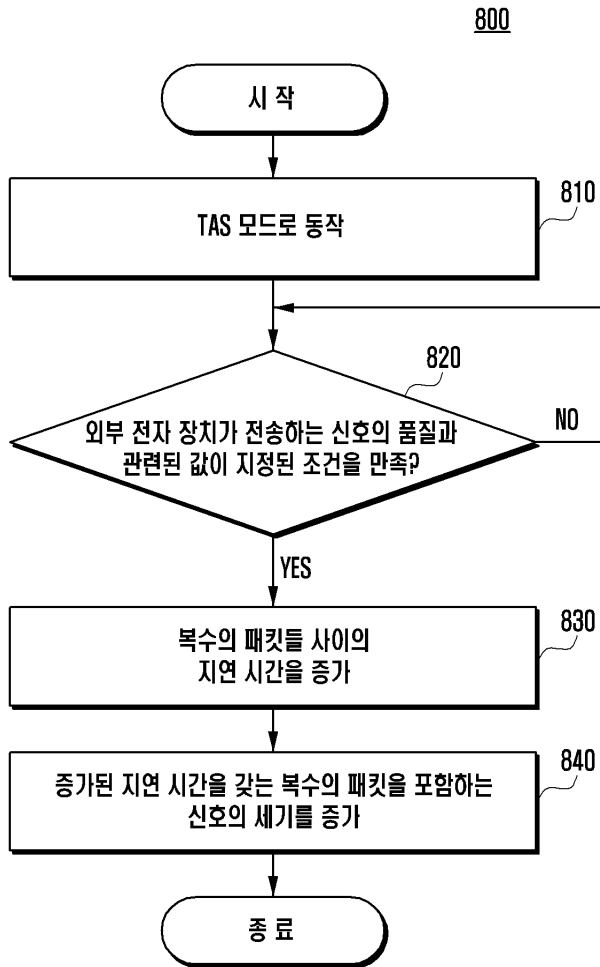 800
시 작
TAS 모드로 동작
810
820
외부 전자 장치가 전송하는 신호의 품질과
관련된 값이 지정된 조건을 만족?
NO
YES
복수의 패킷들 사이의
지연 시간을 증가
830
증가된 지연 시간을 갖는 복수의 패킷을 포함하는
신호의 세기를 증가
840
종 료